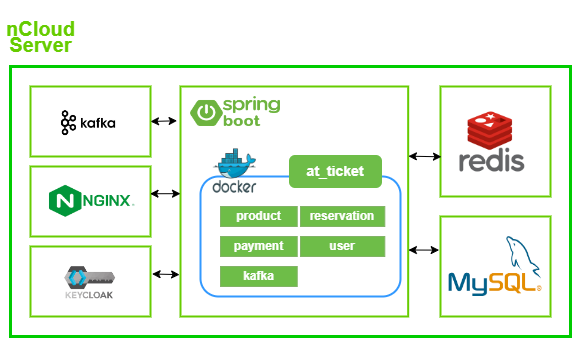 nCloud
Server
kafka
NGINX
KEYCLOAK
spring
boot
docker
at_ticket
product
reservation
payment
user
kafka
redis
MySQL